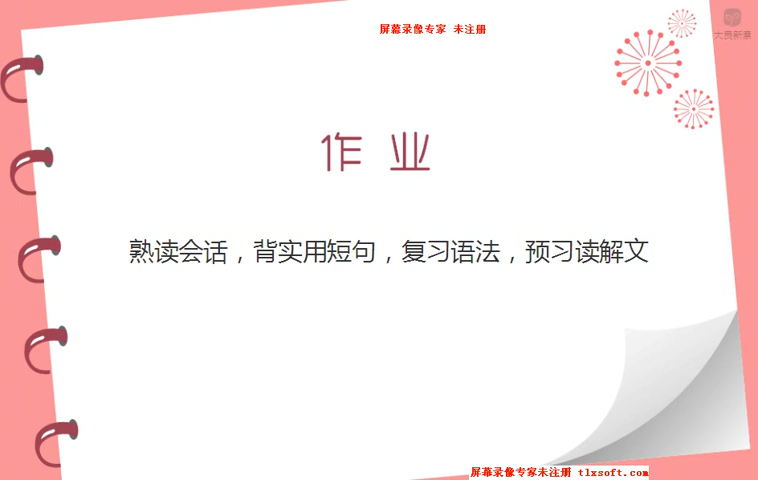 屏幕录像专家 未注册
大良新景
作 业
熟读会话，背实用短句，复习语法，预习读解文
屏幕录像专家未注册 tlxsoft.com